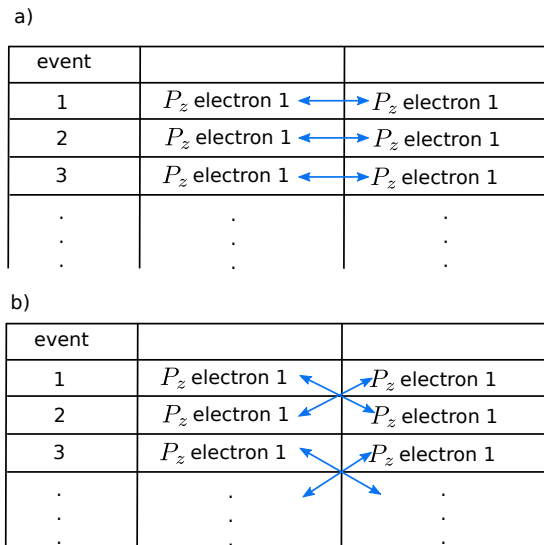 a)
event
1 P_z electron 1 P_z electron 1
2 P_z electron 1 P_z electron 1
3 P_z electron 1 P_z electron 1
. . .
. . .
. . .
b)
event
1 P_z electron 1 P_z electron 1
2 P_z electron 1 P_z electron 1
3 P_z electron 1 P_z electron 1
. . .
. . .
. . .